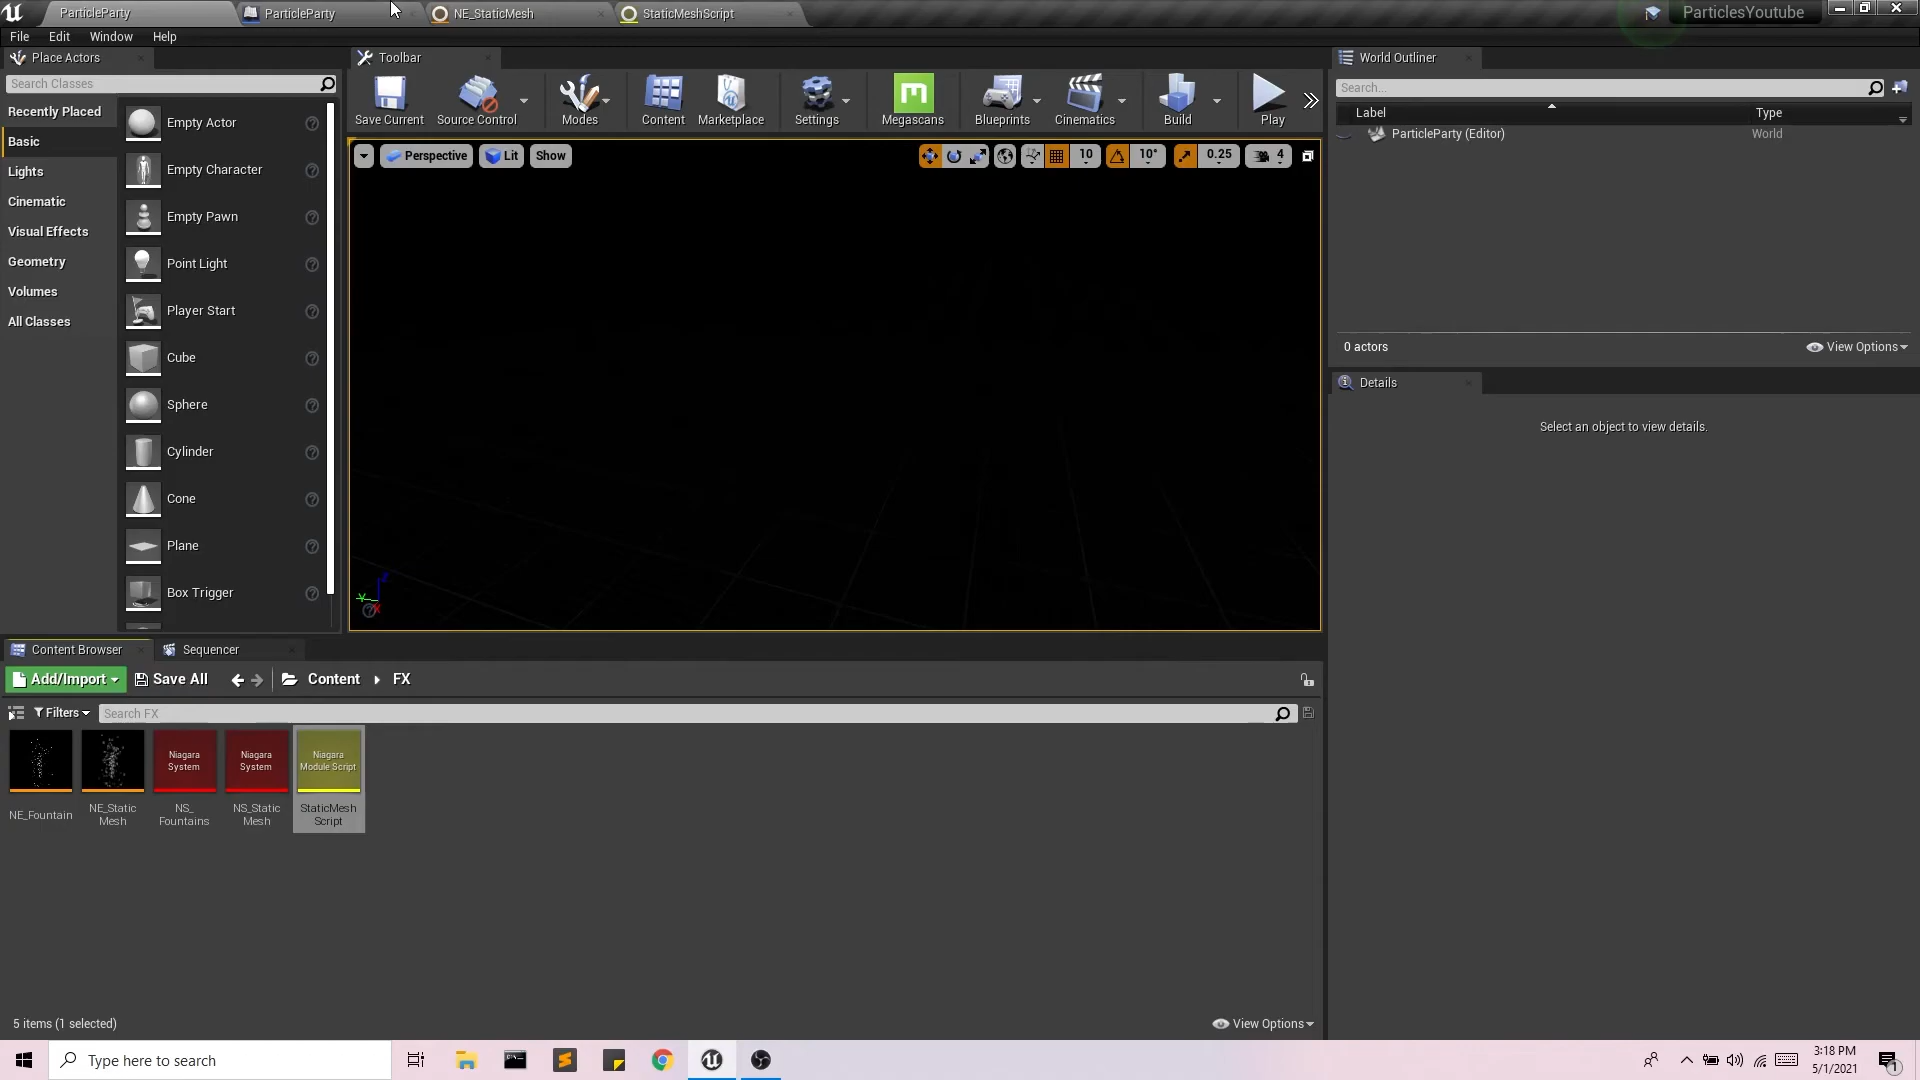 ParticleParty
ParticleParty
NE_StaticMesh
StaticMeshScript
ParticlesYoutube
File
Edit
Window
Help
Place Actors
Toolbar
World Outliner
Search Classes
Recently Placed
Basic
Lights
Cinematic
Visual Effects
Geometry
Volumes
All Classes
Empty Actor
Empty Character
Empty Pawn
Point Light
Player Start
Cube
Sphere
Cylinder
Cone
Plane
Box Trigger
Save Current
Source Control
Modes
Content
Marketplace
Settings
Megascans
Blueprints
Cinematics
Build
Play
Perspective
Lit
Show
10
10°
0.25
4
Search...
Label
Type
ParticleParty (Editor)
World
0 actors
View Options
Details
Select an object to view details.
Content Browser
Sequencer
Add/Import
Save All
Content
FX
Filters
Search FX
NE_Fountain
NE_Static
Mesh
Niagara
System
NS_
Fountains
Niagara
System
NS_Static
Mesh
Niagara
Module Script
StaticMesh
Script
5 items (1 selected)
View Options
Type here to search
3:18 PM
5/1/2021
1